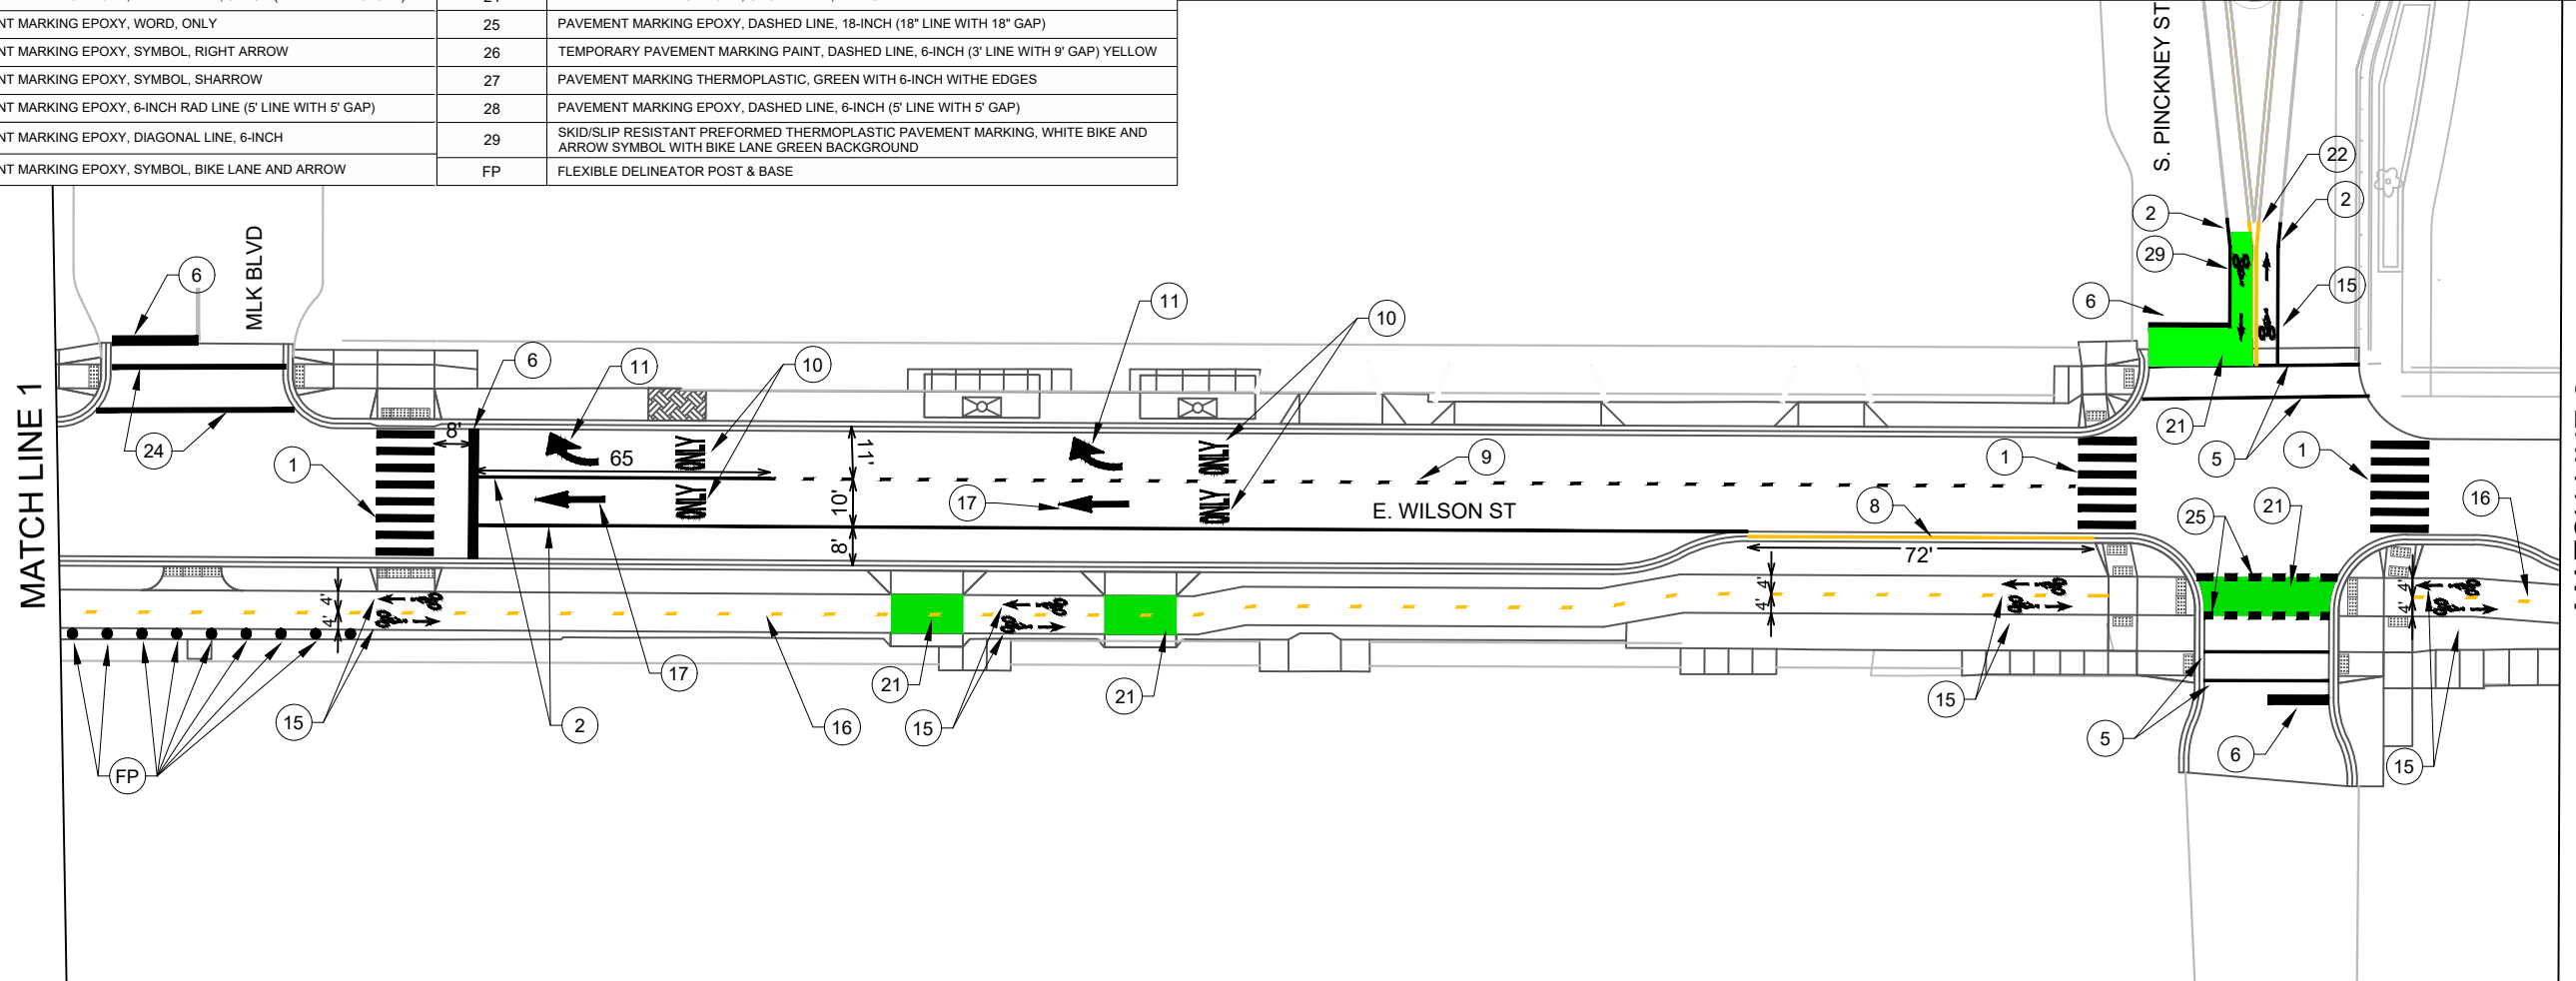 NT MARKING EPOXY, WORD, ONLY
25 PAVEMENT MARKING EPOXY, DASHED LINE, 18-INCH (18" LINE WITH 18" GAP)
NT MARKING EPOXY, SYMBOL, RIGHT ARROW
26 TEMPORARY PAVEMENT MARKING PAINT, DASHED LINE, 6-INCH (3' LINE WITH 9' GAP) YELLOW
NT MARKING EPOXY, SYMBOL, SHARROW
27 PAVEMENT MARKING THERMOPLASTIC, GREEN WITH 6-INCH WITHE EDGES
NT MARKING EPOXY, 6-INCH RAD LINE (5' LINE WITH 5' GAP)
28 PAVEMENT MARKING EPOXY, DASHED LINE, 6-INCH (5' LINE WITH 5' GAP)
NT MARKING EPOXY, DIAGONAL LINE, 6-INCH
29 SKID/SLIP RESISTANT PREFORMED THERMOPLASTIC PAVEMENT MARKING, WHITE BIKE AND
ARROW SYMBOL WITH BIKE LANE GREEN BACKGROUND
NT MARKING EPOXY, SYMBOL, BIKE LANE AND ARROW
FP FLEXIBLE DELINEATOR POST & BASE
S. PINCKNEY ST
MLK BLVD
MATCH LINE 1
22
2
2
29
15
6
6
11
10
6
11
10
21
5
24
1
8'
65
ONLY
ONLY
11'
10'
8'
17
ONLY
ONLY
9
E. WILSON ST
8
72'
1
1
25
21
16
4'
4'
4'
4'
4'
4'
FP
15
2
17
16
21
15
21
15
5
6
15